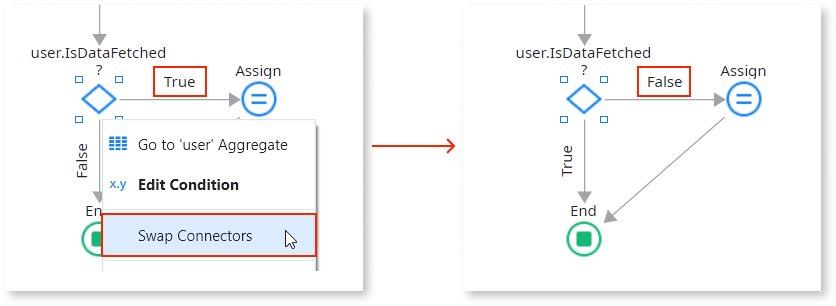 user.IsDataFetched
?
True
Assign
False
Go to 'user' Aggregate
x.y Edit Condition
En
Swap Connectors
user.IsDataFetched
?
False
Assign
True
End